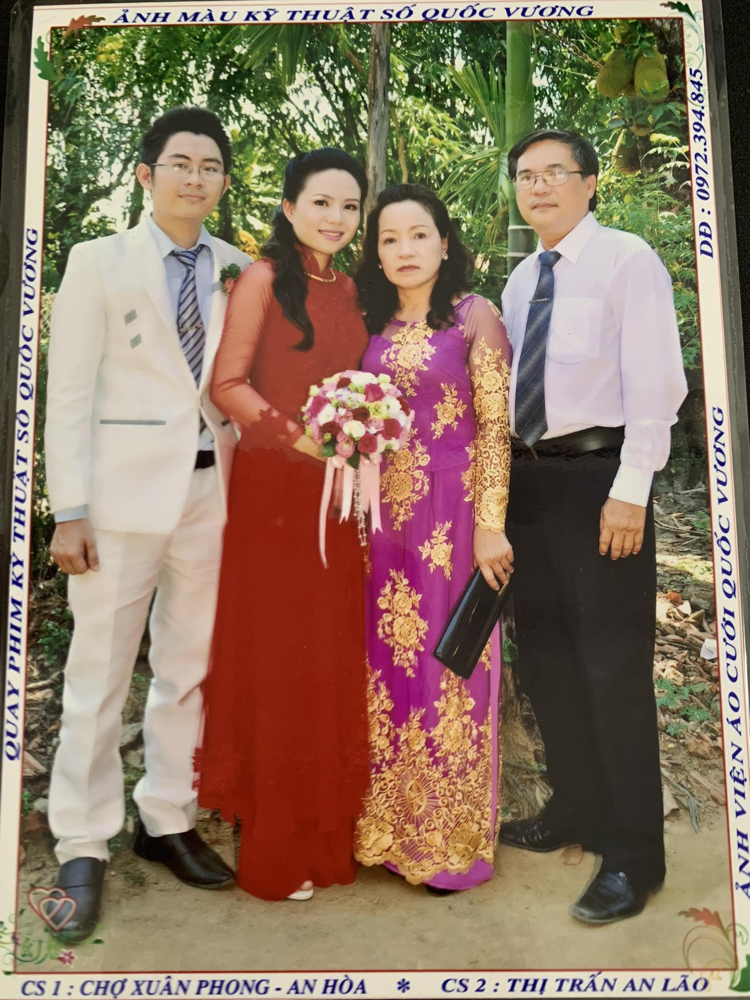 ẢNH MÀU KỸ THUẬT SỐ QUỐC VƯƠNG
QUAY PHIM KỸ THUẬT SỐ QUỐC VƯƠNG
DĐ : 0972.394.845
ẢNH VIỆN ÁO CƯỚI QUỐC VƯƠNG
CS 1 : CHỢ XUÂN PHONG - AN HÒA * CS 2 : THỊ TRẤN AN LÃO